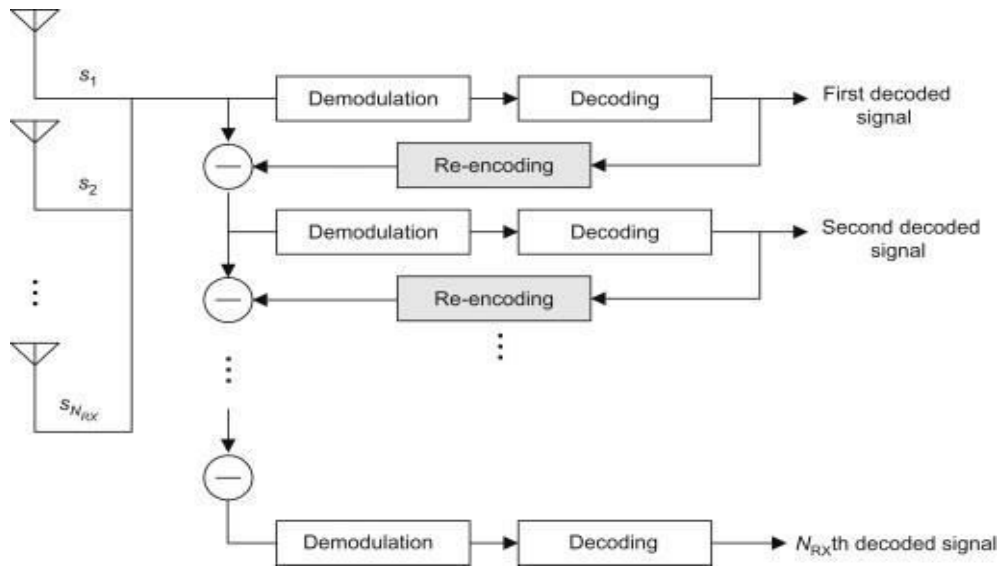 s1
Demodulation
Decoding
First decoded
signal
Re-encoding
s2
Demodulation
Decoding
Second decoded
signal
Re-encoding
sNRX
Demodulation
Decoding
NRXth decoded signal